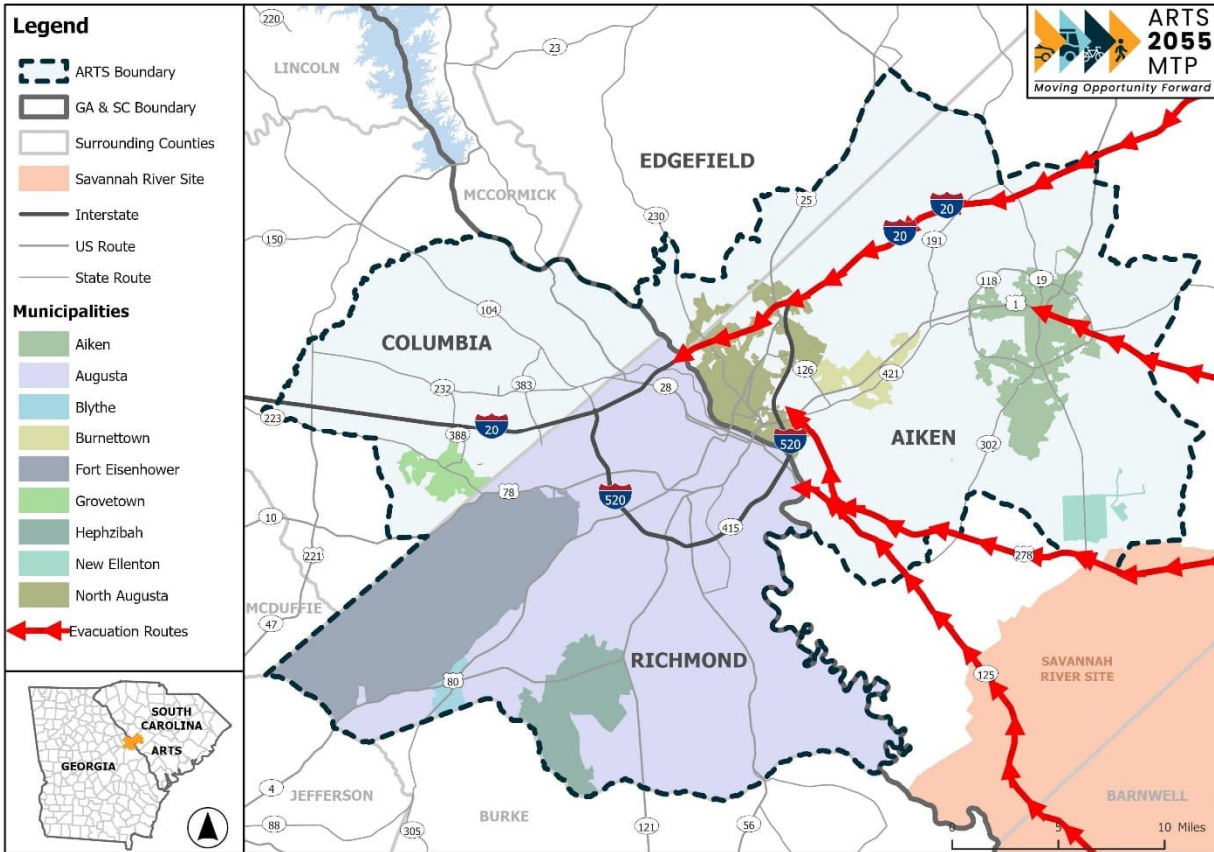 Legend
ARTS Boundary
GA & SC Boundary
Surrounding Counties
Savannah River Site
Interstate
US Route
State Route
Municipalities
Aiken
Augusta
Blythe
Burnettown
Fort Eisenhower
Grovetown
Hephzibah
New Ellenton
North Augusta
Evacuation Routes
SOUTH
CAROLINA
ARTS
GEORGIA
ARTS
2055
MTP
Moving Opportunity Forward
220
LINCOLN
23
EDGEFIELD
MCCORMICK
230
25
20
20
191
150
118
19
1
104
COLUMBIA
232
383
28
126
421
223
20
388
520
AIKEN
302
78
520
415
10
221
278
MCDUFFIE
47
RICHMOND
80
125
SAVANNAH
RIVER SITE
4
JEFFERSON
BURKE
BARNWELL
88
305
121
56
0
5
10 Miles